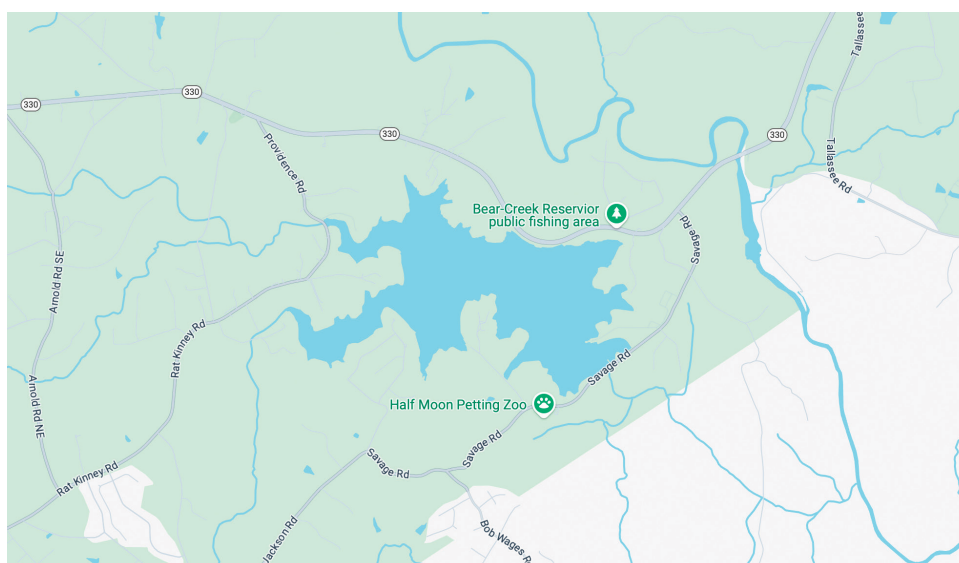 Tallassee
330
330
330
330
Providence Rd
Tallassee Rd
Bear-Creek Reservior
public fishing area
Savage Rd
Arnold Rd SE
Rat Kinney Rd
Savage Rd
Arnold Rd NE
Half Moon Petting Zoo
Savage Rd
Savage Rd
Rat Kinney Rd
Jackson Rd
Bob Wages R